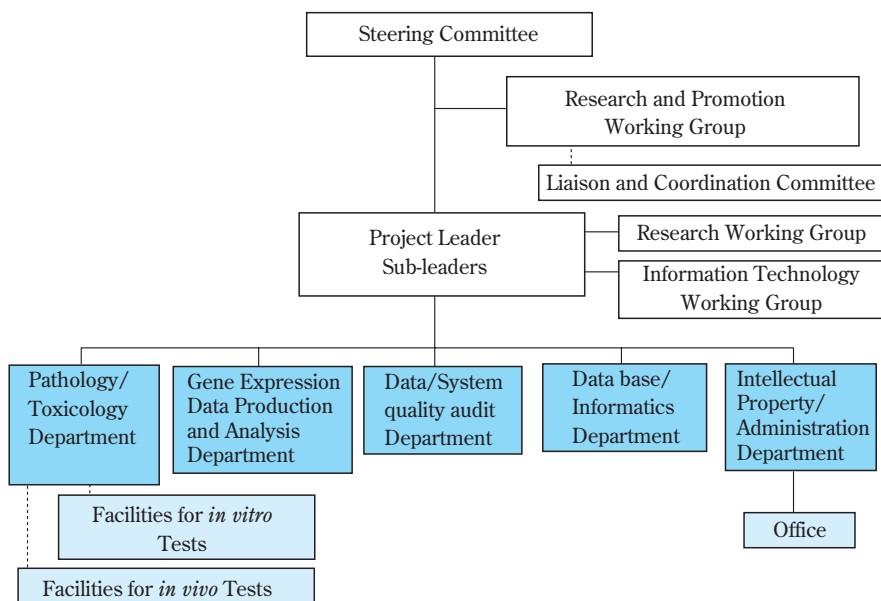 Steering Committee
Research and Promotion
Working Group
Liaison and Coordination Committee
Project Leader
Sub-leaders
Research Working Group
Information Technology
Working Group
Pathology/
Toxicology
Department
Gene Expression
Data Production
and Analysis
Department
Data/System
quality audit
Department
Data base/
Informatics
Department
Intellectual
Property/
Administration
Department
Facilities for in vitro
Tests
Office
Facilities for in vivo Tests